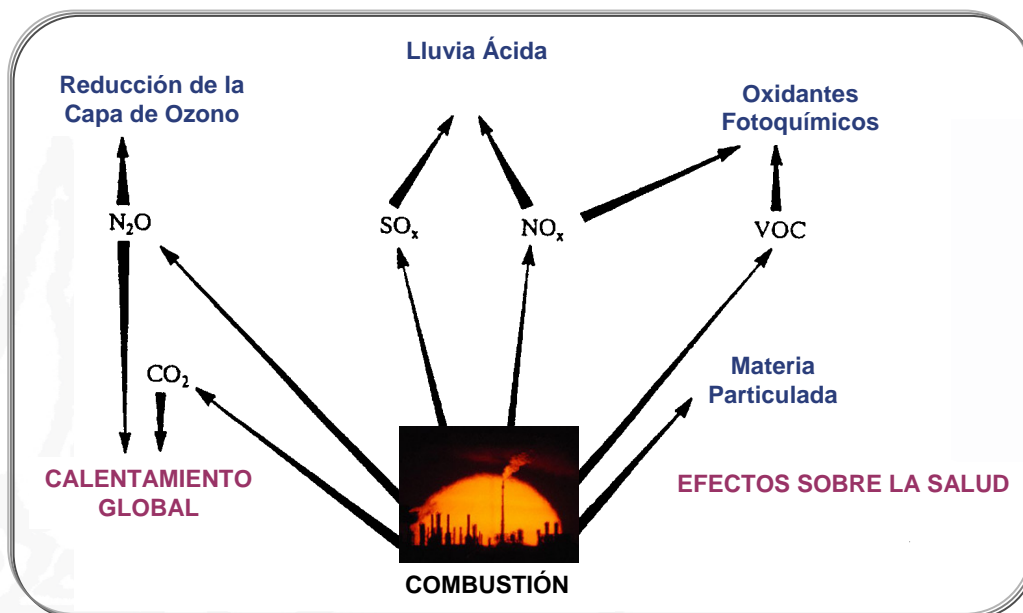 Lluvia Ácida
Reducción de la
Capa de Ozono
Oxidantes
Fotoquímicos
N₂O
SOₓ
NOₓ
VOC
CO₂
Materia
Particulada
CALENTAMIENTO
GLOBAL
EFECTOS SOBRE LA SALUD
COMBUSTIÓN